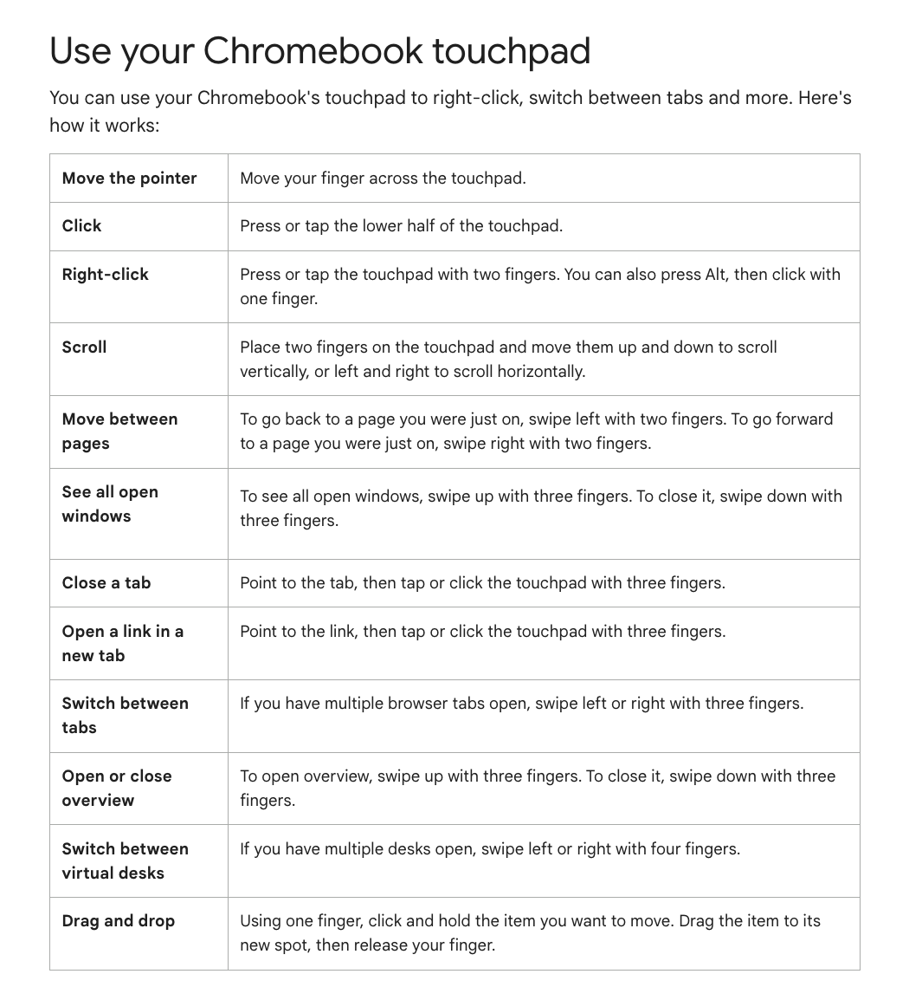 Use your Chromebook touchpad
You can use your Chromebook's touchpad to right-click, switch between tabs and more. Here's
how it works:
Move the pointer
Move your finger across the touchpad.
Click
Press or tap the lower half of the touchpad.
Right-click
Press or tap the touchpad with two fingers. You can also press Alt, then click with
one finger.
Scroll
Place two fingers on the touchpad and move them up and down to scroll
vertically, or left and right to scroll horizontally.
Move between
pages
To go back to a page you were just on, swipe left with two fingers. To go forward
to a page you were just on, swipe right with two fingers.
See all open
windows
To see all open windows, swipe up with three fingers. To close it, swipe down with
three fingers.
Close a tab
Point to the tab, then tap or click the touchpad with three fingers.
Open a link in a
new tab
Point to the link, then tap or click the touchpad with three fingers.
Switch between
tabs
If you have multiple browser tabs open, swipe left or right with three fingers.
Open or close
overview
To open overview, swipe up with three fingers. To close it, swipe down with three
fingers.
Switch between
virtual desks
If you have multiple desks open, swipe left or right with four fingers.
Drag and drop
Using one finger, click and hold the item you want to move. Drag the item to its
new spot, then release your finger.